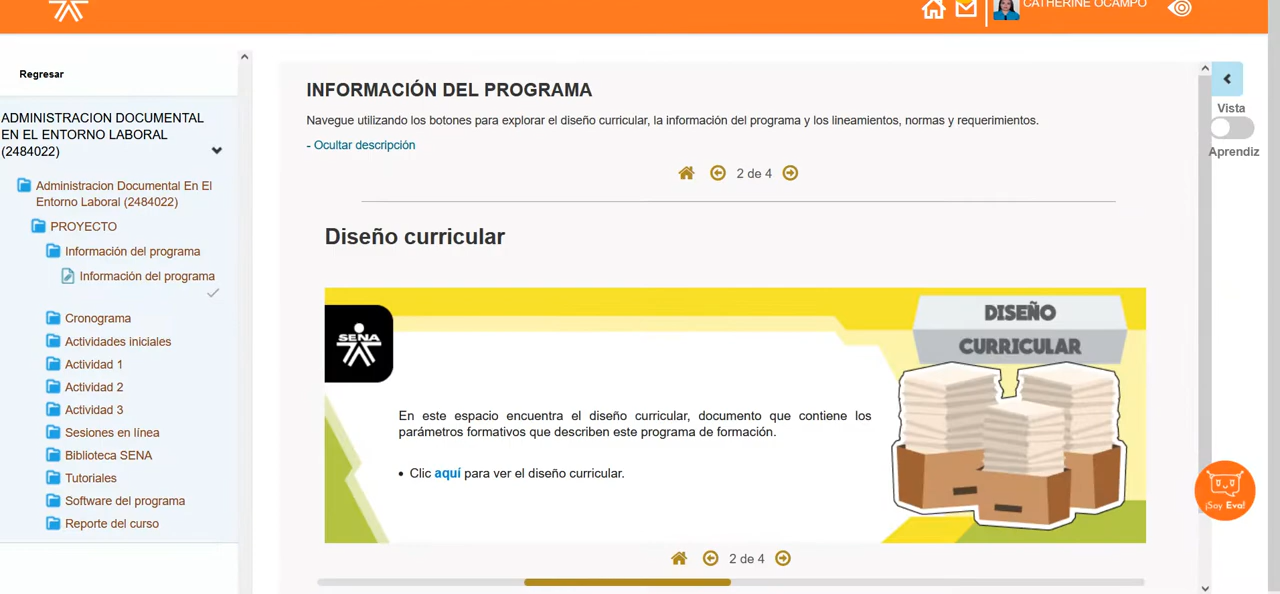 CATHERINE OCAMPO
Regresar
ADMINISTRACION DOCUMENTAL
EN EL ENTORNO LABORAL
(2484022)
Administracion Documental En El
Entorno Laboral (2484022)
PROYECTO
Información del programa
Información del programa
Cronograma
Actividades iniciales
Actividad 1
Actividad 2
Actividad 3
Sesiones en línea
Biblioteca SENA
Tutoriales
Software del programa
Reporte del curso
INFORMACIÓN DEL PROGRAMA
Navegue utilizando los botones para explorar el diseño curricular, la información del programa y los lineamientos, normas y requerimientos.
- Ocultar descripción
2 de 4
Diseño curricular
SENA
DISEÑO
CURRICULAR
En este espacio encuentra el diseño curricular, documento que contiene los
parámetros formativos que describen este programa de formación.
• Clic aquí para ver el diseño curricular.
2 de 4
Vista
Aprendiz
¡Soy Eva!